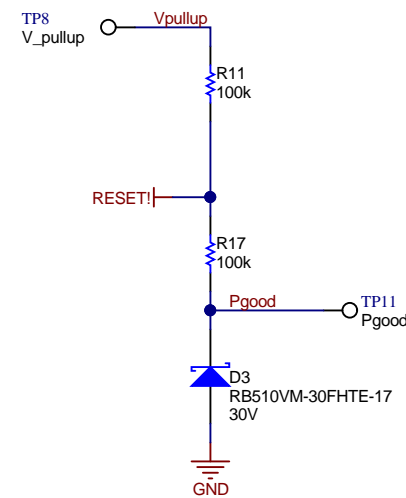 TP8
V_pullup
Vpullup
R11
100k
RESET!
R17
100k
Pgood
TP11
Pgood
D3
RB510VM-30FHTE-17
30V
GND